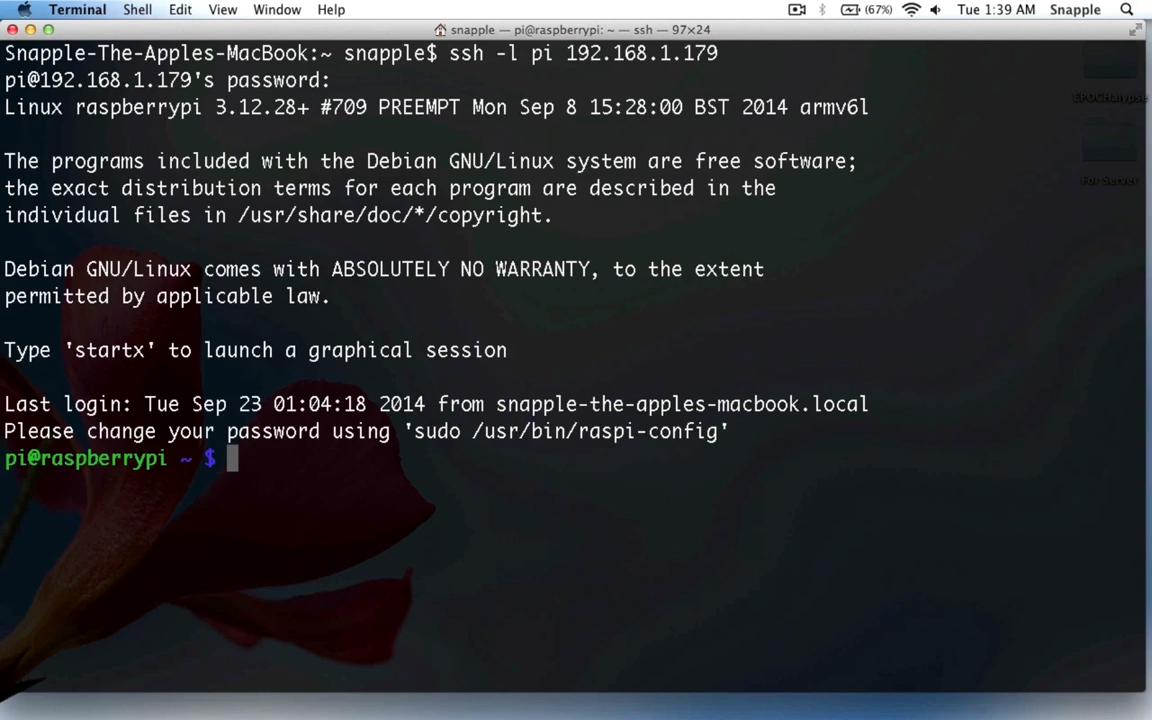 Terminal Shell Edit View Window Help (67%) Tue 1:39 AM Snapple
snapple — pi@raspberrypi: ~ — ssh — 97×24
Snapple-The-Apples-MacBook:~ snapple$ ssh -l pi 192.168.1.179
pi@192.168.1.179's password:
Linux raspberrypi 3.12.28+ #709 PREEMPT Mon Sep 8 15:28:00 BST 2014 armv6l
The programs included with the Debian GNU/Linux system are free software;
the exact distribution terms for each program are described in the
individual files in /usr/share/doc/*/copyright.
Debian GNU/Linux comes with ABSOLUTELY NO WARRANTY, to the extent
permitted by applicable law.
Type 'startx' to launch a graphical session
Last login: Tue Sep 23 01:04:18 2014 from snapple-the-apples-macbook.local
Please change your password using 'sudo /usr/bin/raspi-config'
pi@raspberrypi ~ $
EPOCHalypse
For Server